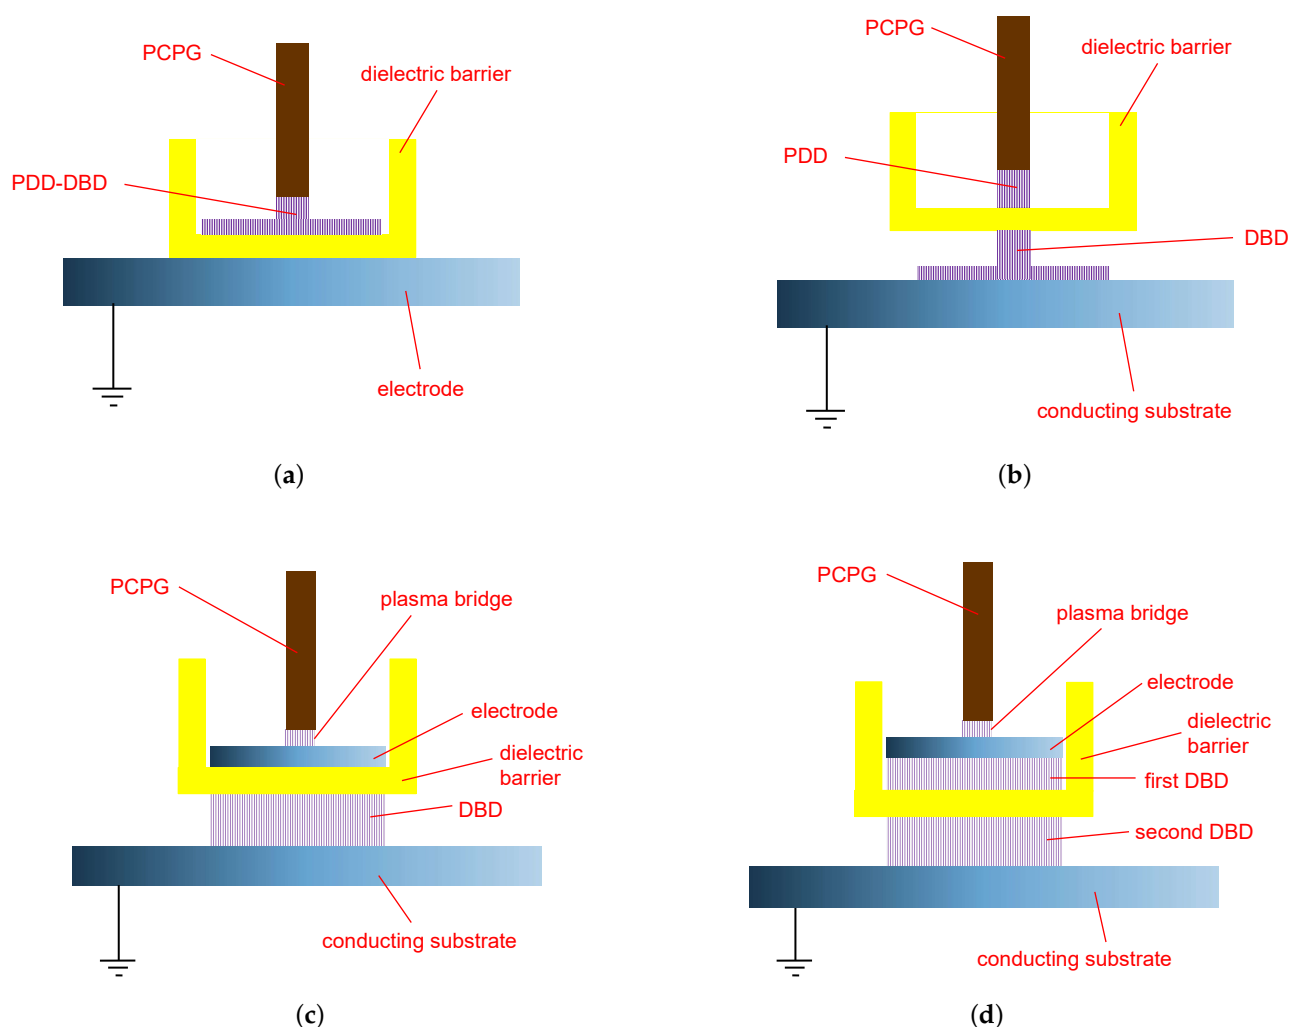 PCPG
dielectric barrier
PDD-DBD
electrode
(a)
PCPG
dielectric barrier
PDD
DBD
conducting substrate
(b)
PCPG
plasma bridge
electrode
dielectric
barrier
DBD
conducting substrate
(c)
PCPG
plasma bridge
electrode
dielectric
barrier
first DBD
second DBD
conducting substrate
(d)